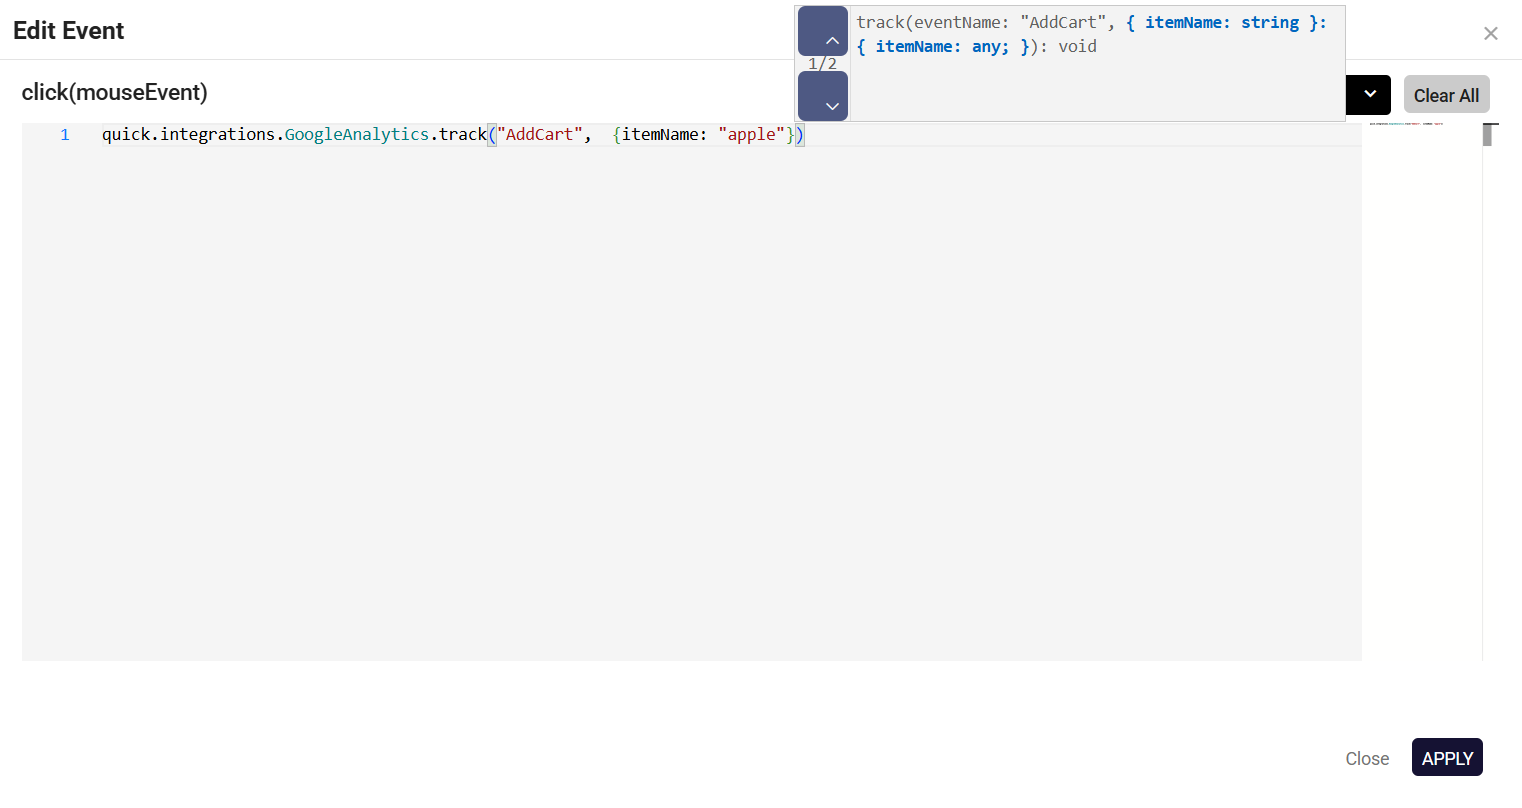 Edit Event
track(eventName: "AddCart", { itemName: string }:
{ itemName: any; }): void
1/2
click(mouseEvent)
Clear All
1 quick.integrations.GoogleAnalytics.track("AddCart",  {itemName: "apple"})
Close
APPLY